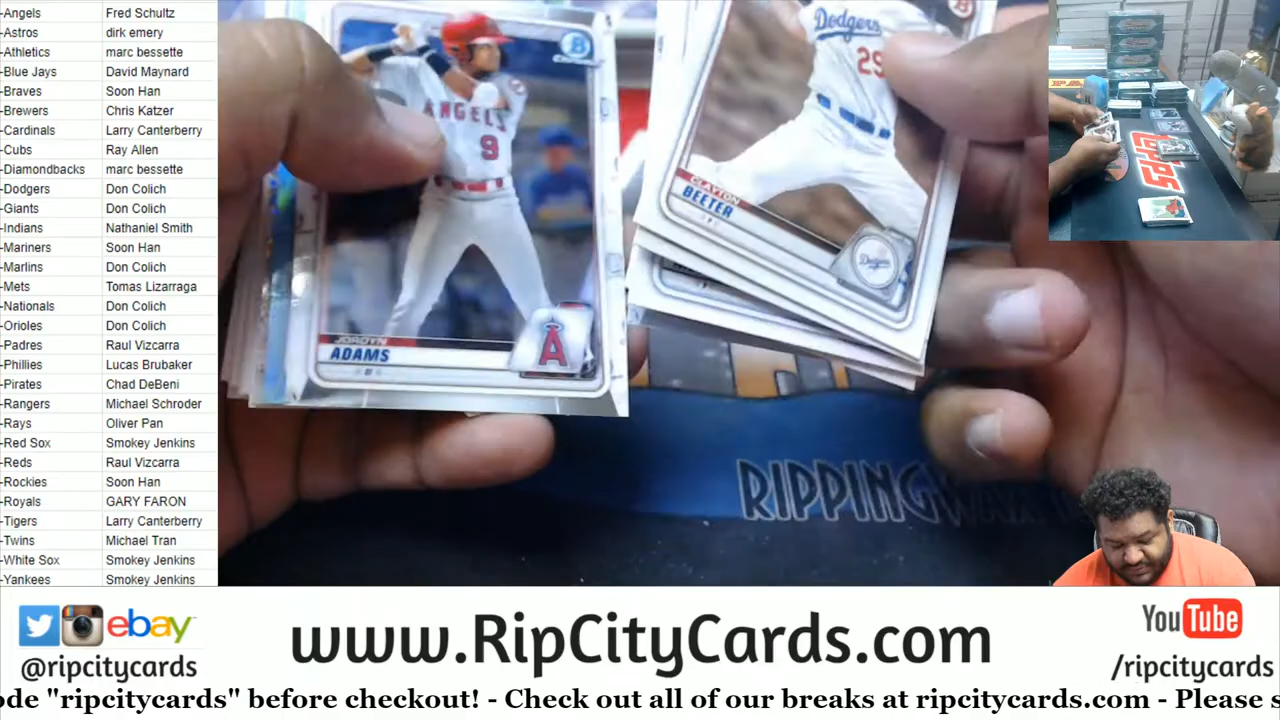 -Angels Fred Schultz
-Astros dirk emery
-Athletics marc bessette
-Blue Jays David Maynard
-Braves Soon Han
-Brewers Chris Katzer
-Cardinals Larry Canterberry
-Cubs Ray Allen
-Diamondbacks marc bessette
-Dodgers Don Colich
-Giants Don Colich
-Indians Nathaniel Smith
-Mariners Soon Han
-Marlins Don Colich
-Mets Tomas Lizarraga
-Nationals Don Colich
-Orioles Don Colich
-Padres Raul Vizcarra
-Phillies Lucas Brubaker
-Pirates Chad DeBeni
-Rangers Michael Schroder
-Rays Oliver Pan
-Red Sox Smokey Jenkins
-Reds Raul Vizcarra
-Rockies Soon Han
-Royals GARY FARON
-Tigers Larry Canterberry
-Twins Michael Tran
-White Sox Smokey Jenkins
-Yankees Smokey Jenkins
B
ANGELS
9
JORDYN
ADAMS
A
Dodgers
29
CLAYTON
BEETER
Dodgers
RIPPING
topps
ebay
@ripcitycards
www.RipCityCards.com
YouTube
/ripcitycards
ode "ripcitycards" before checkout! - Check out all of our breaks at ripcitycards.com - Please s